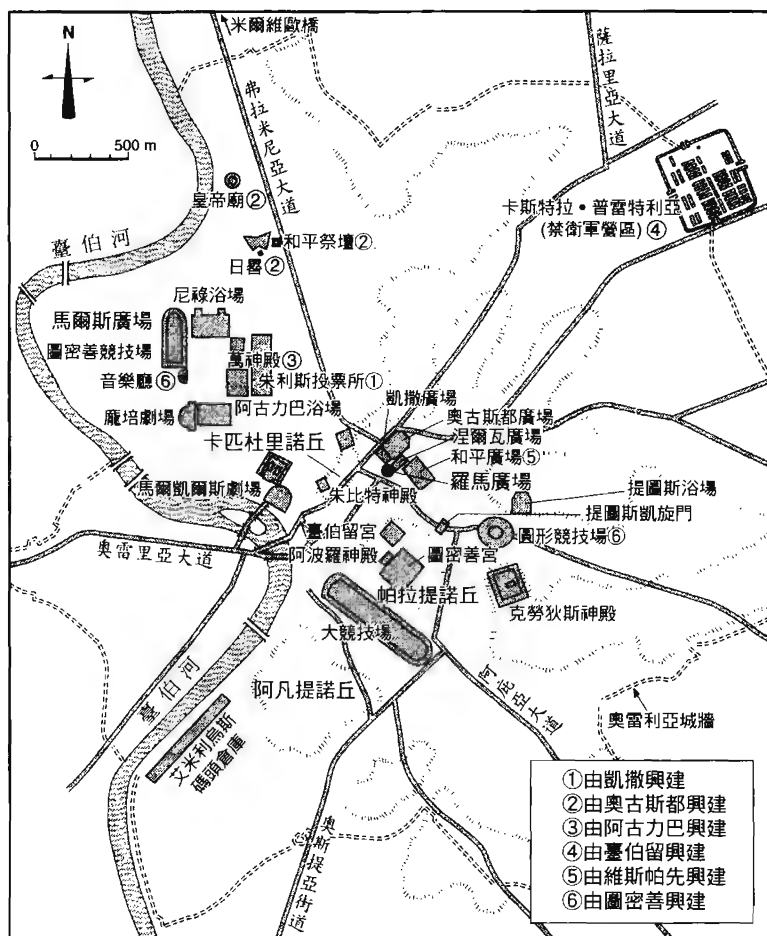 米爾維歐橋
N
0 500 m
弗拉米尼亞大道
薩拉里亞大道
皇帝廟②
卡斯特拉・普雷特利亞
(禁衛軍營區)④
臺伯河
和平祭壇②
日晷②
尼祿浴場
馬爾斯廣場
圖密善競技場
萬神殿③
音樂廳⑥
朱利斯投票所①
凱撒廣場
龐培劇場
阿古力巴浴場
奧古斯都廣場
涅爾瓦廣場
卡匹杜里諾丘
和平廣場⑤
羅馬廣場
馬爾凱爾斯劇場
朱比特神殿
提圖斯浴場
提圖斯凱旋門
臺伯留宮
圓形競技場⑥
奧雷里亞大道
阿波羅神殿
圖密善宮
帕拉提諾丘
克勞狄斯神殿
大競技場
臺伯河
阿凡提諾丘
阿庇亞大道
奧雷利亞城牆
艾米利烏斯
碼頭倉庫
奧斯提亞街道
①由凱撒興建
②由奧古斯都興建
③由阿古力巴興建
④由臺伯留興建
⑤由維斯帕先興建
⑥由圖密善興建